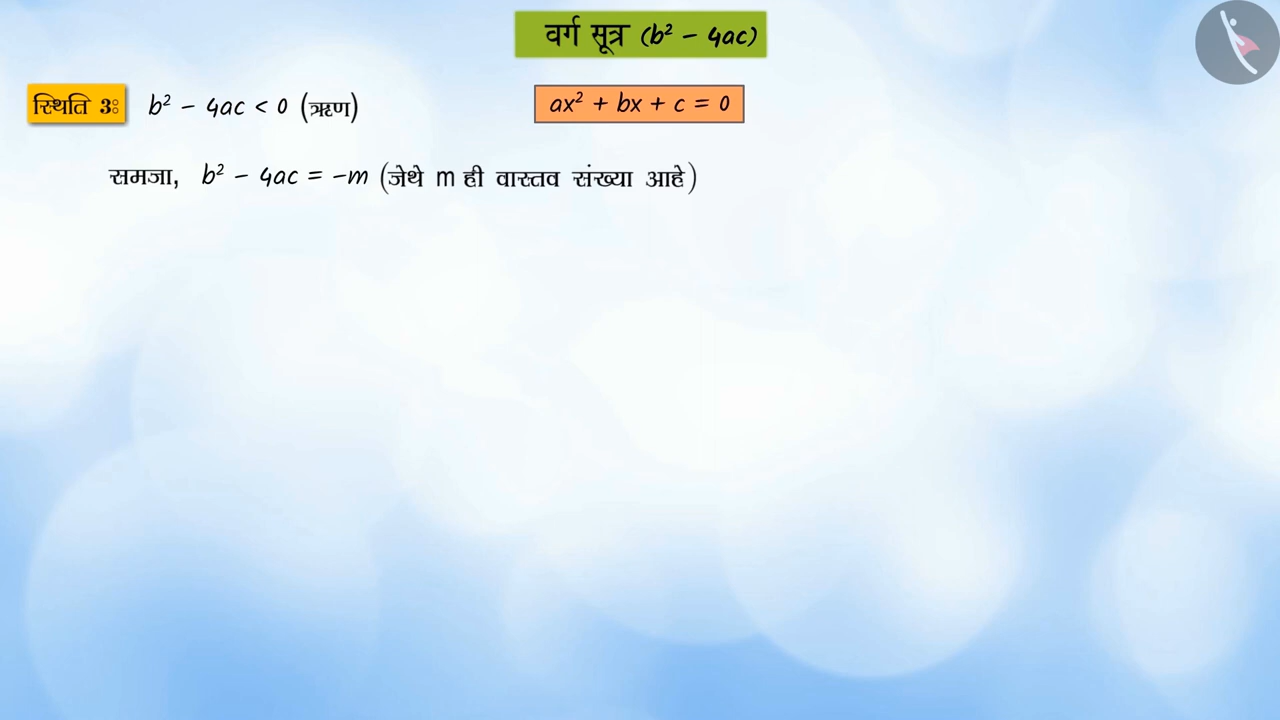 वर्ग सूत्र (b² − 4ac)
स्थिति 3ः b² − 4ac < 0 (ऋण)
ax² + bx + c = 0
समजा, b² − 4ac = −m (जेथे m ही वास्तव संख्या आहे)